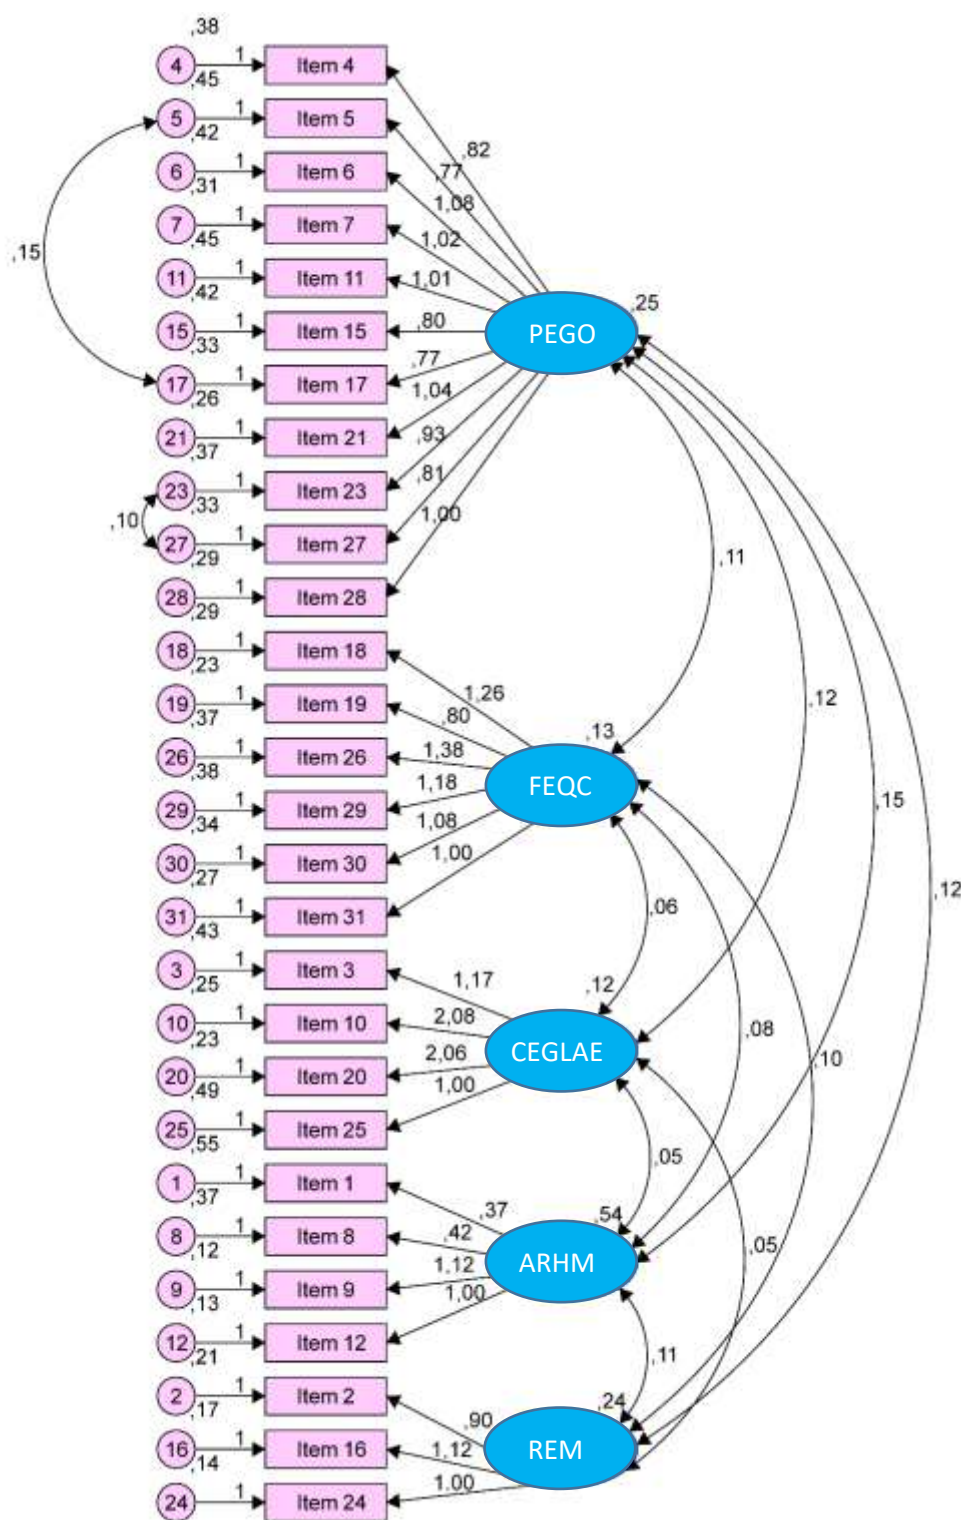 ,38
4 1 Item 4
,45
5 1 Item 5
,42
6 1 Item 6
,31
7 1 Item 7
,45
11 1 Item 11
,42
15 1 Item 15
,33
17 1 Item 17
,26
21 1 Item 21
,37
23 1 Item 23
,33
27 1 Item 27
,29
28 1 Item 28
,29
18 1 Item 18
,23
19 1 Item 19
,37
26 1 Item 26
,38
29 1 Item 29
,34
30 1 Item 30
,27
31 1 Item 31
,43
3 1 Item 3
,25
10 1 Item 10
,23
20 1 Item 20
,49
25 1 Item 25
,55
1 1 Item 1
,37
8 1 Item 8
,12
9 1 Item 9
,13
12 1 Item 12
,21
2 1 Item 2
,17
16 1 Item 16
,14
24 1 Item 24
,15
,10
,82
,77
1,08
1,02
1,01
,80
,77
1,04
,93
,81
1,00
PEGO
,25
1,26
,80
1,38
1,18
1,08
1,00
FEQC
,13
1,17
2,08
2,06
1,00
CEGLAE
,12
,37
,42
1,12
1,00
ARHM
,54
,90
1,12
1.00
REM
,24
,11
,12
,15
,12
,06
,08
,10
,05
,05
,11